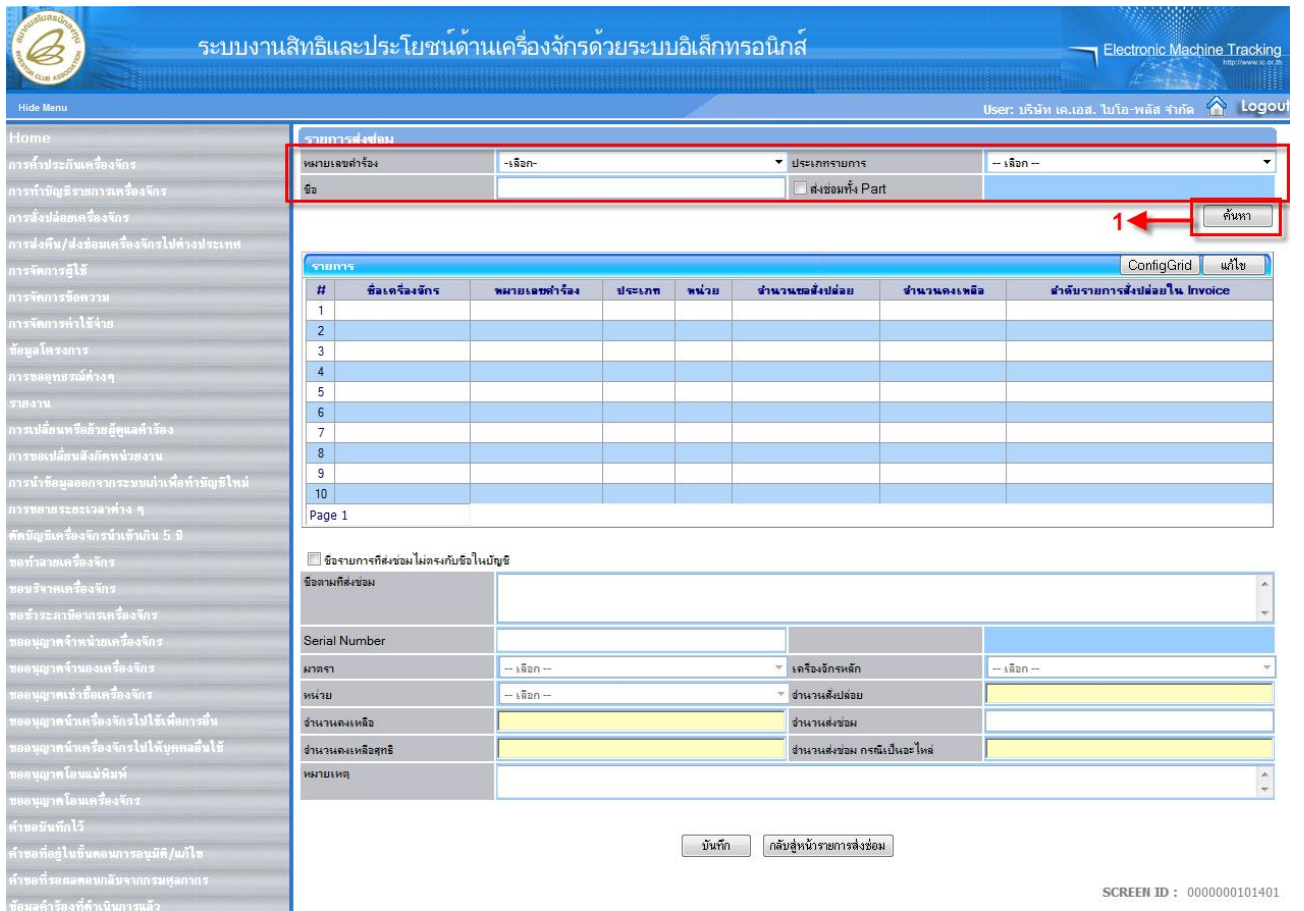 สมาคมสโมสรนักลงทุน
INVESTOR CLUB ASSOCIATION
ระบบงานสิทธิและประโยชน์ด้านเครื่องจักรด้วยระบบอิเล็กทรอนิกส์
Electronic Machine Tracking
http://www.ic.or.th
Hide Menu
User: บริษัท เค.เอส. ไบโอ-พลัส จำกัด Logout
Home
การค้ำประกันเครื่องจักร
การทำบัญชีรายการเครื่องจักร
การสั่งปล่อยเครื่องจักร
การส่งคืน/ส่งซ่อมเครื่องจักรไปต่างประเทศ
การจัดการผู้ใช้
การจัดการข้อความ
การจัดการค่าใช้จ่าย
ข้อมูลโครงการ
การขออุทธรณ์ต่างๆ
รายงาน
การเปลี่ยนหรือย้ายผู้ดูแลคำร้อง
การขอเปลี่ยนสังกัดหน่วยงาน
การนำข้อมูลออกจากระบบเก่าเพื่อทำบัญชีใหม่
การขยายระยะเวลาต่าง ๆ
ตัดบัญชีเครื่องจักรนำเข้าเกิน 5 ปี
ขอทำลายเครื่องจักร
ขอบริจาคเครื่องจักร
ขอชำระภาษีอากรเครื่องจักร
ขออนุญาตจำหน่ายเครื่องจักร
ขออนุญาตจำนองเครื่องจักร
ขออนุญาตเช่าซื้อเครื่องจักร
ขออนุญาตนำเครื่องจักรไปใช้เพื่อการอื่น
ขออนุญาตนำเครื่องจักรไปให้บุคคลอื่นใช้
ขออนุญาตโอนแม่พิมพ์
ขออนุญาตโอนเครื่องจักร
คำขอบันทึกไว้
คำขอที่อยู่ในขั้นตอนการอนุมัติ/แก้ไข
คำขอที่รอผลตอบกลับจากกรมศุลกากร
ข้อมูลคำร้องที่ดำเนินการแล้ว
รายการส่งซ่อม
หมายเลขคำร้อง -เลือก- ประเภทรายการ -- เลือก --
ชื่อ ส่งซ่อมทั้ง Part
1 ค้นหา
รายการ ConfigGrid แก้ไข
# ชื่อเครื่องจักร หมายเลขคำร้อง ประเภท หน่วย จำนวนขอสั่งปล่อย จำนวนคงเหลือ ลำดับรายการสั่งปล่อยใน Invoice
1
2
3
4
5
6
7
8
9
10
Page 1
ชื่อรายการที่ส่งซ่อมไม่ตรงกับชื่อในบัญชี
ชื่อตามที่ส่งซ่อม
Serial Number
มาตรา -- เลือก -- เครื่องจักรหลัก -- เลือก --
หน่วย -- เลือก -- จำนวนสั่งปล่อย
จำนวนคงเหลือ จำนวนส่งซ่อม
จำนวนคงเหลือสุทธิ จำนวนส่งซ่อม กรณีเป็นอะไหล่
หมายเหตุ
บันทึก กลับสู่หน้ารายการส่งซ่อม
SCREEN ID : 0000000101401